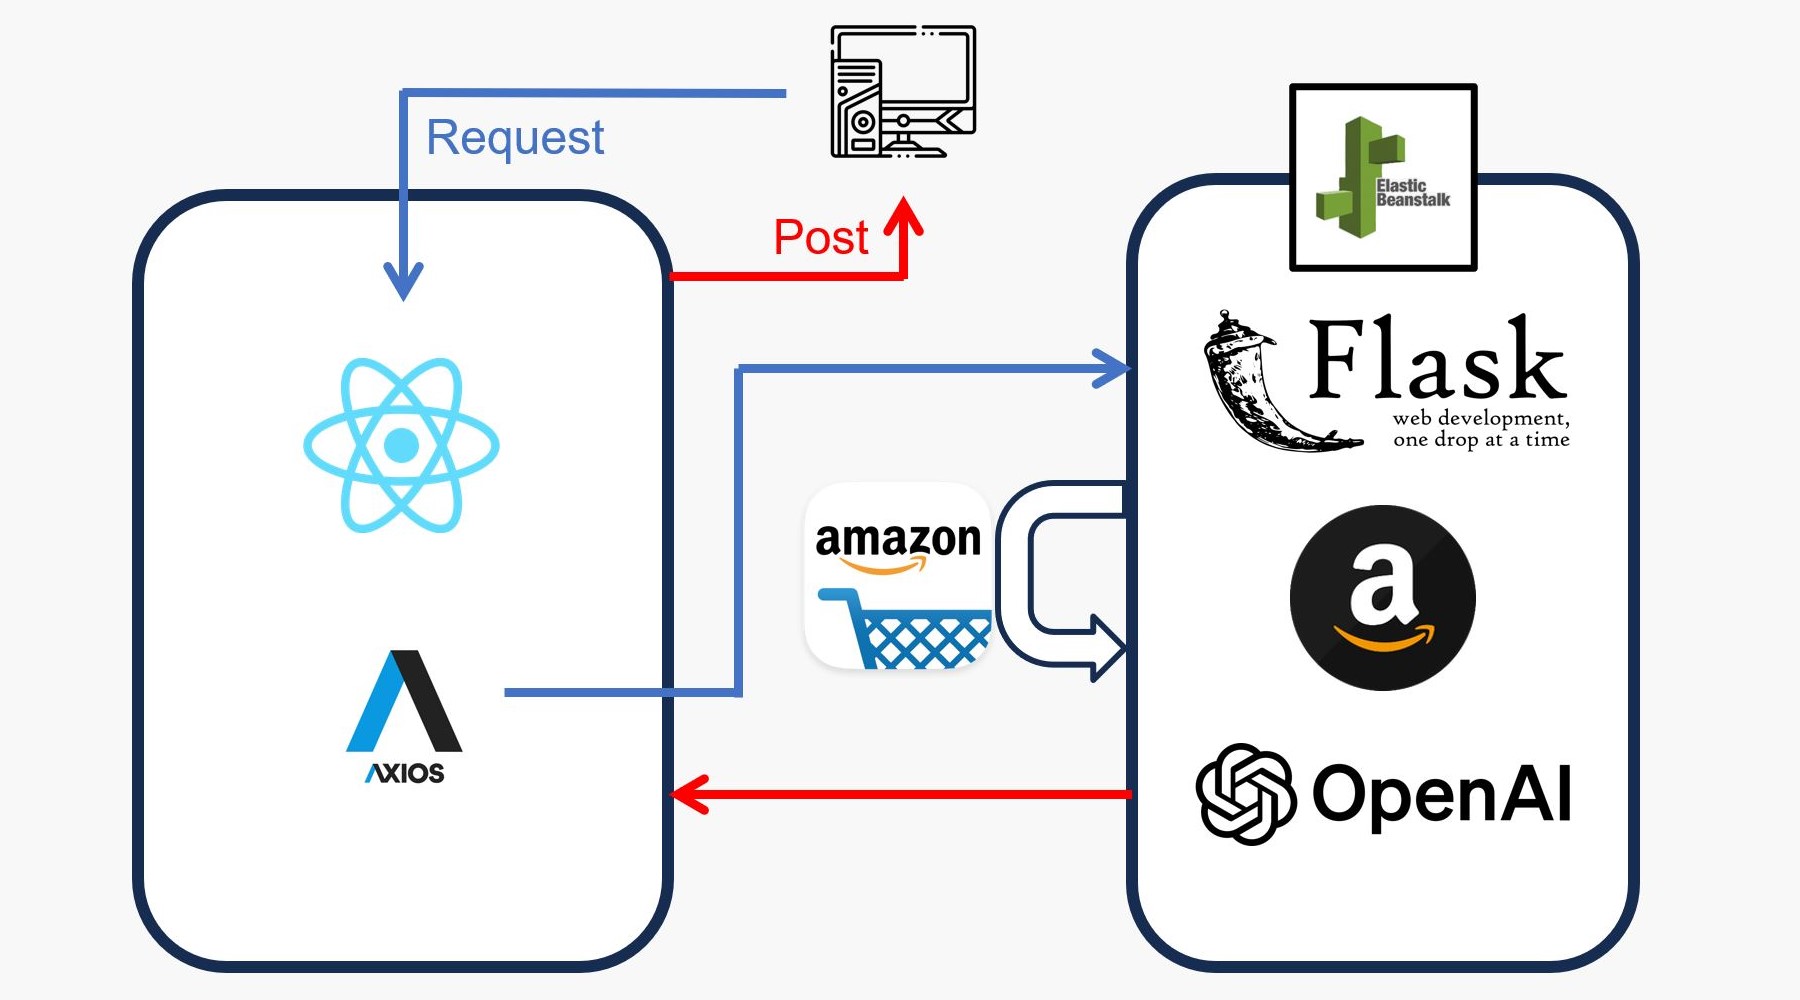 Request
Post
Elastic
Beanstalk
Flask
web development,
one drop at a time
amazon
a
AXIOS
OpenAI